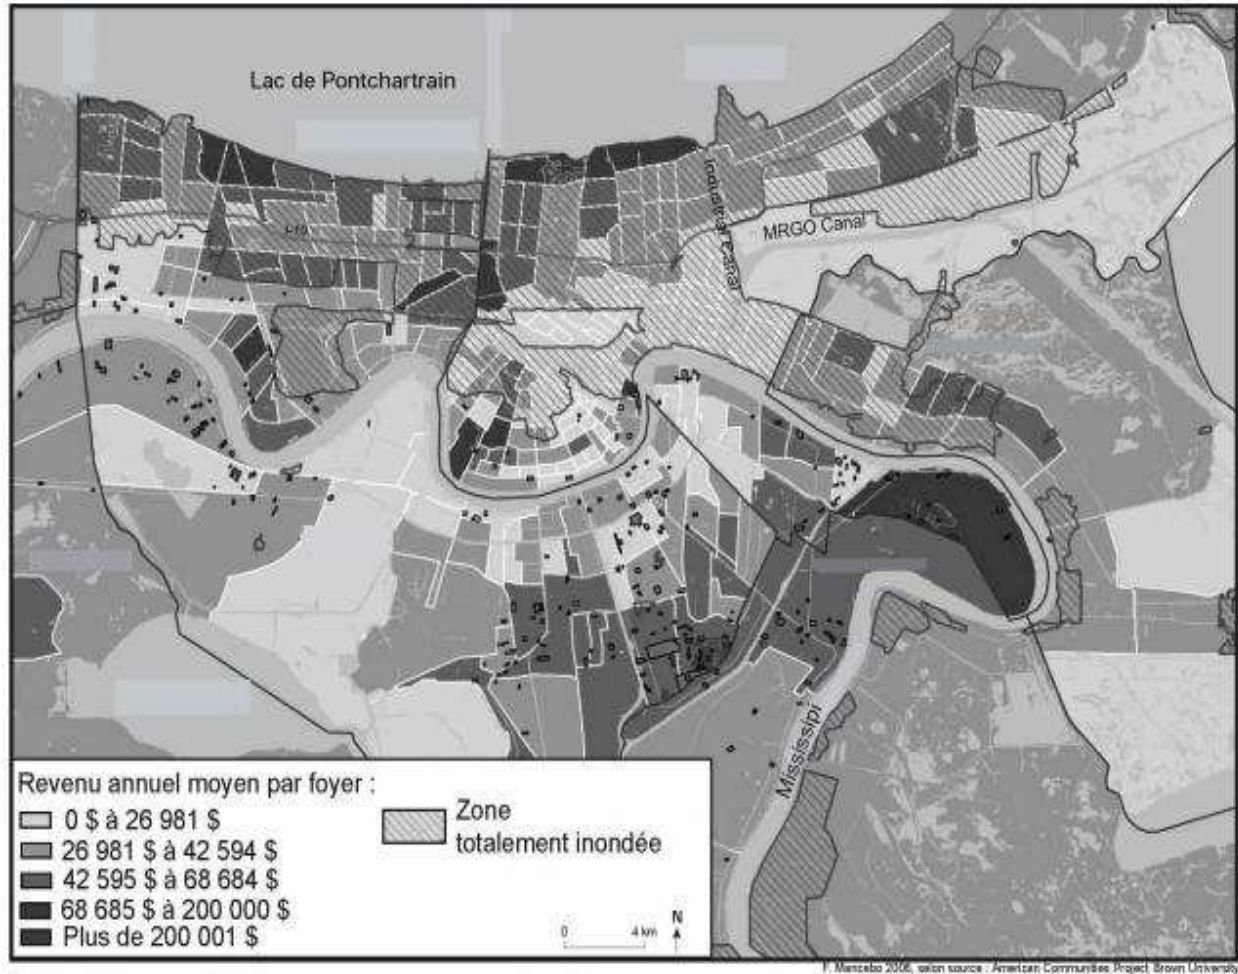 Lac de Pontchartrain
Industrial Canal
I-10
MRGO Canal
Mississipi
Revenu annuel moyen par foyer :
0 $ à 26 981 $
26 981 $ à 42 594 $
42 595 $ à 68 684 $
68 685 $ à 200 000 $
Plus de 200 001 $
Zone
totalement inondée
0 4 km
N
F. Mancebo 2006, selon source : American Communities Project, Brown University